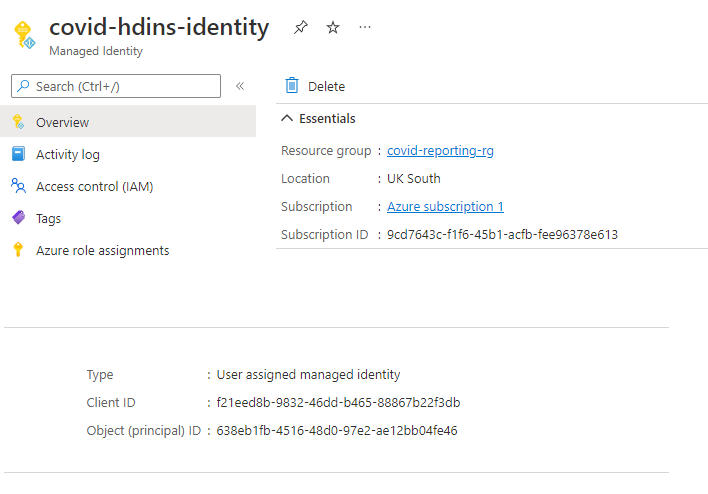 covid-hdins-identity
Managed Identity
Search (Ctrl+/)
Overview
Activity log
Access control (IAM)
Tags
Azure role assignments
Delete
Essentials
Resource group : covid-reporting-rg
Location : UK South
Subscription : Azure subscription 1
Subscription ID : 9cd7643c-f1f6-45b1-acfb-fee96378e613
Type : User assigned managed identity
Client ID : f21eed8b-9832-46dd-b465-88867b22f3db
Object (principal) ID : 638eb1fb-4516-48d0-97e2-ae12bb04fe46